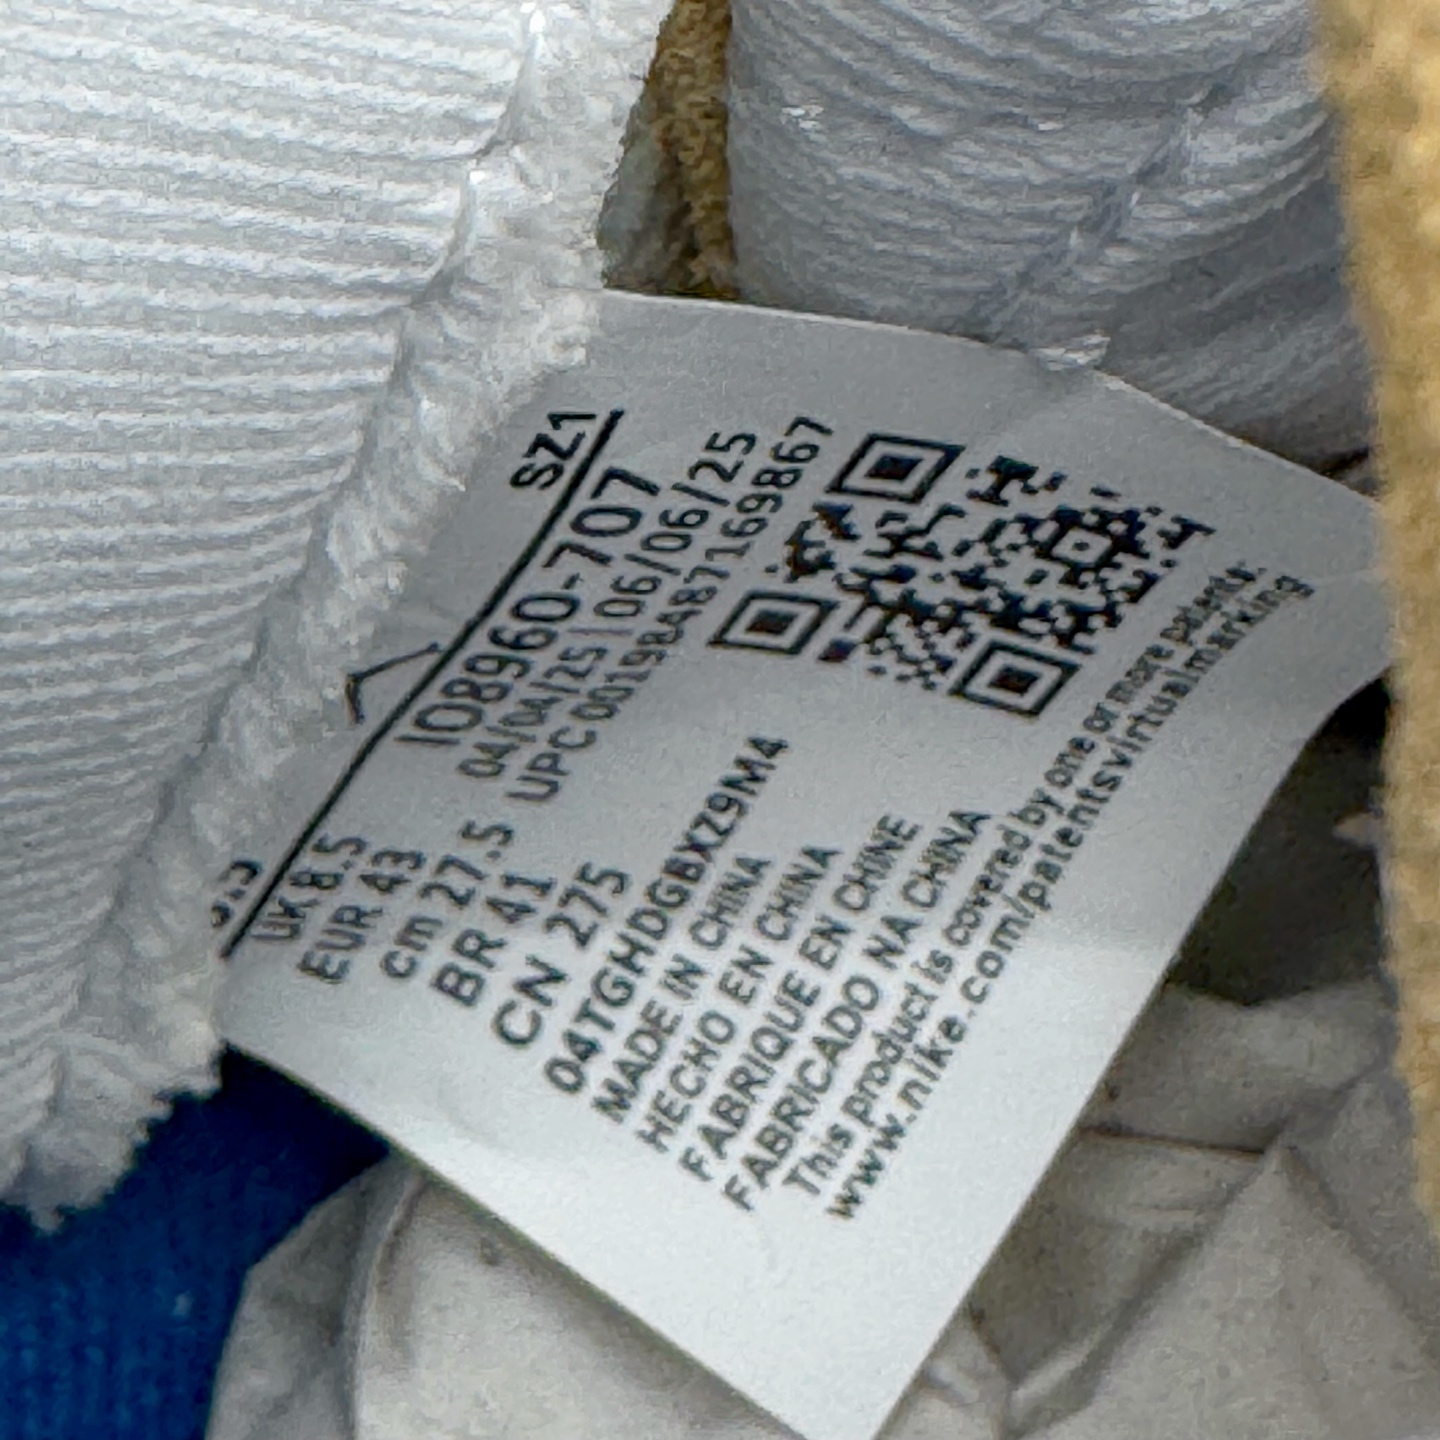 SZ1
UK 8.5
EUR 43
cm 27.5
BR 41
CN 275
IO8960-707
04/04/25 | 06/06/25
UPC 00198487169867
04TGHDGBXZ9M4
MADE IN CHINA
HECHO EN CHINA
FABRIQUE EN CHINE
FABRICADO NA CHINA
This product is covered by one or more patents:
www.nike.com/patentsvirtualmarking